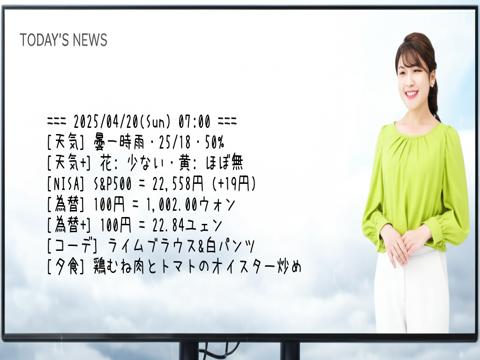 TODAY'S NEWS
=== 2025/04/20(Sun) 07:00 ===
[天気] 曇一時雨・25/18・50%
[天気+] 花: 少ない・黄: ほぼ無
[NISA] S&P500 = 22,558円 (+19円)
[為替] 100円 = 1,002.00ウォン
[為替+] 100円 = 22.84ユェン
[コーデ] ライムブラウス&白パンツ
[夕食] 鶏むね肉とトマトのオイスター炒め